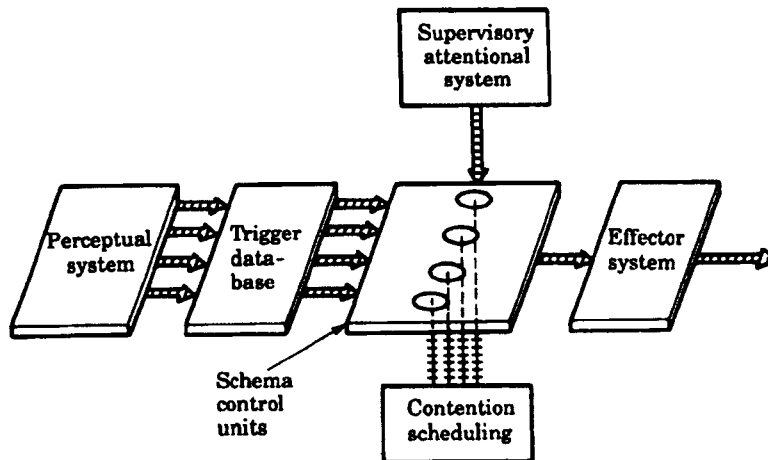 Supervisory
attentional
system
Perceptual
system
Trigger
data-
base
Effector
system
Schema
control
units
Contention
scheduling